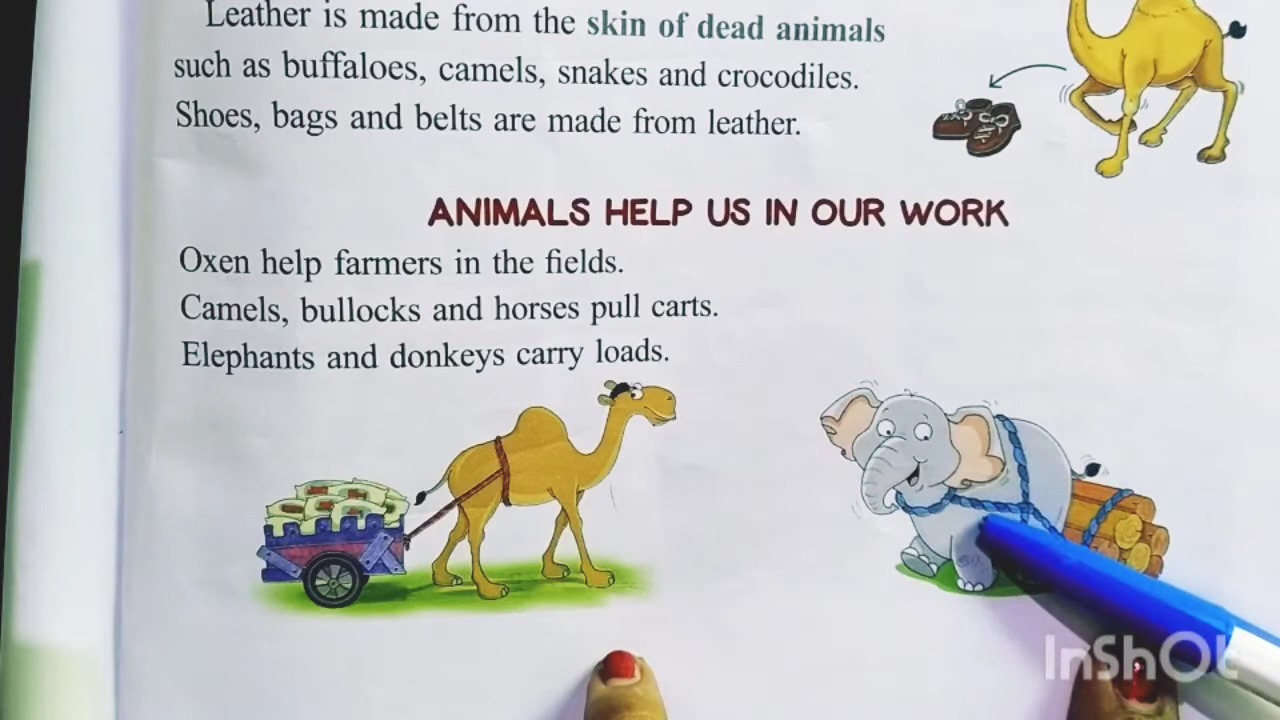 Leather is made from the skin of dead animals
such as buffaloes, camels, snakes and crocodiles.
Shoes, bags and belts are made from leather.
ANIMALS HELP US IN OUR WORK
Oxen help farmers in the fields.
Camels, bullocks and horses pull carts.
Elephants and donkeys carry loads.
InShOt